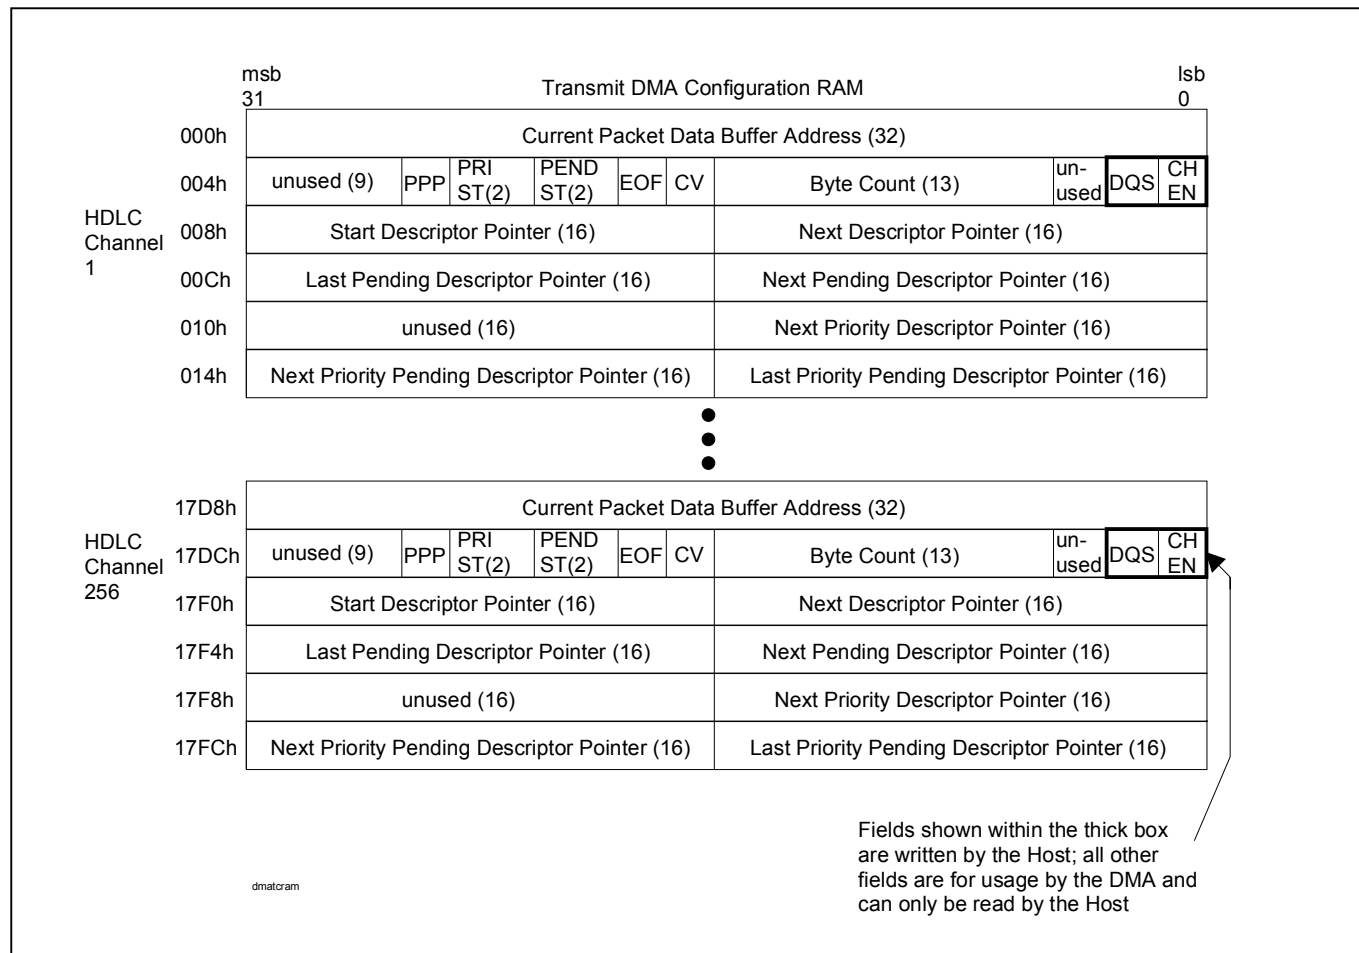 msb
31
Transmit DMA Configuration RAM
lsb
0
HDLC
Channel
1
000h Current Packet Data Buffer Address (32)
004h unused (9) PPP PRI ST(2) PEND ST(2) EOF CV Byte Count (13) un-used DQS CH EN
008h Start Descriptor Pointer (16) Next Descriptor Pointer (16)
00Ch Last Pending Descriptor Pointer (16) Next Pending Descriptor Pointer (16)
010h unused (16) Next Priority Descriptor Pointer (16)
014h Next Priority Pending Descriptor Pointer (16) Last Priority Pending Descriptor Pointer (16)
HDLC
Channel
256
17D8h Current Packet Data Buffer Address (32)
17DCh unused (9) PPP PRI ST(2) PEND ST(2) EOF CV Byte Count (13) un-used DQS CH EN
17F0h Start Descriptor Pointer (16) Next Descriptor Pointer (16)
17F4h Last Pending Descriptor Pointer (16) Next Pending Descriptor Pointer (16)
17F8h unused (16) Next Priority Descriptor Pointer (16)
17FCh Next Priority Pending Descriptor Pointer (16) Last Priority Pending Descriptor Pointer (16)
Fields shown within the thick box
are written by the Host; all other
fields are for usage by the DMA and
can only be read by the Host
dmatcram